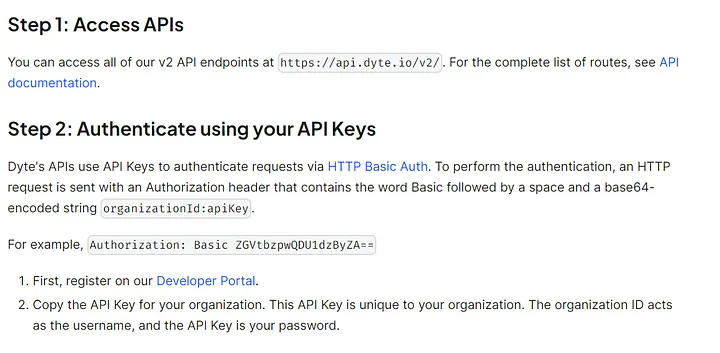 Step 1: Access APIs
You can access all of our v2 API endpoints at https://api.dyte.io/v2/. For the complete list of routes, see API
documentation.
Step 2: Authenticate using your API Keys
Dyte's APIs use API Keys to authenticate requests via HTTP Basic Auth. To perform the authentication, an HTTP
request is sent with an Authorization header that contains the word Basic followed by a space and a base64-
encoded string organizationId:apiKey.
For example, Authorization: Basic ZGVtbzpwQDU1dzByZA==
1. First, register on our Developer Portal.
2. Copy the API Key for your organization. This API Key is unique to your organization. The organization ID acts
as the username, and the API Key is your password.